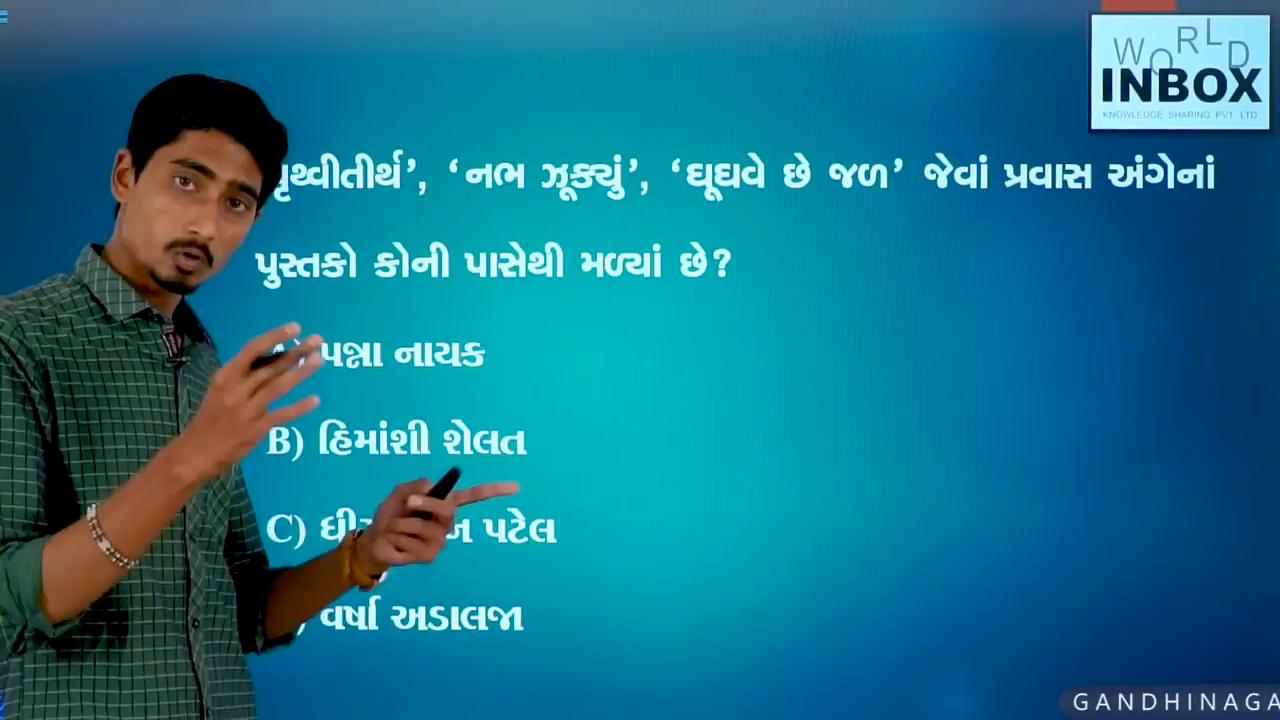 WORLD
INBOX
KNOWLEDGE SHARING PVT LTD
પૃથ્વીતીર્થ’, ‘નભ ઝૂક્યું’, ‘ઘૂઘવે છે જળ’ જેવાં પ્રવાસ અંગેનાં
પુસ્તકો કોની પાસેથી મળ્યાં છે?
પન્ના નાયક
B) હિમાંશી શેલત
C) પટેલ
વર્ષા અડાલજા
GANDHINAGA